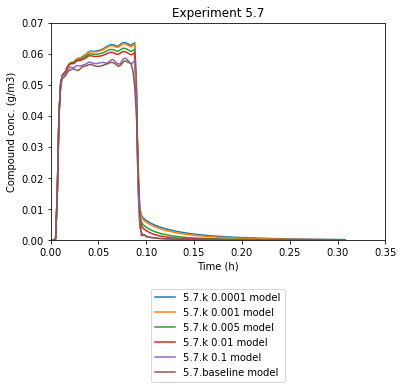 Experiment 5.7
Compound conc. (g/m3)
0.07
0.06
0.05
0.04
0.03
0.02
0.01
0.00
0.00 0.05 0.10 0.15 0.20 0.25 0.30 0.35
Time (h)
5.7.k 0.0001 model
5.7.k 0.001 model
5.7.k 0.005 model
5.7.k 0.01 model
5.7.k 0.1 model
5.7.baseline model